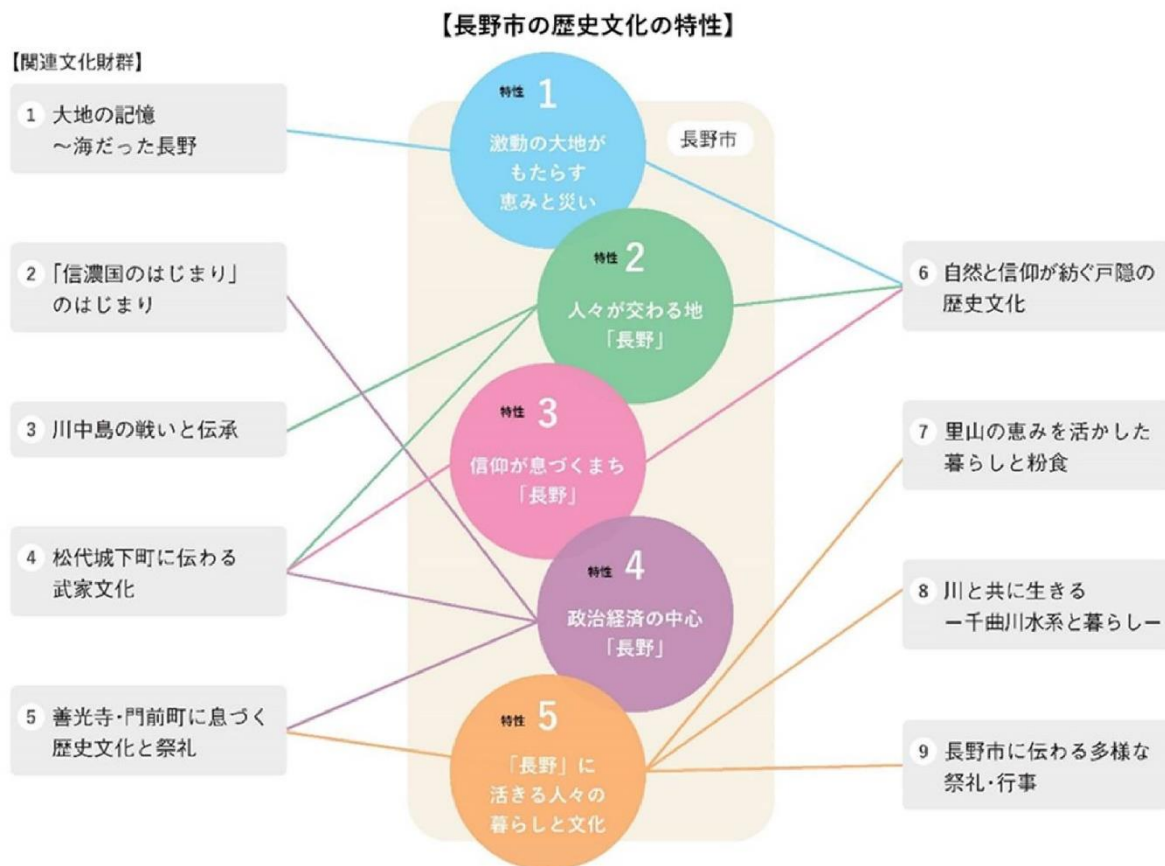 【長野市の歴史文化の特性】
【関連文化財群】
1 大地の記憶
〜海だった長野
2 「信濃国のはじまり」
のはじまり
3 川中島の戦いと伝承
4 松代城下町に伝わる
武家文化
5 善光寺・門前町に息づく
歴史文化と祭礼
長野市
特性 1
激動の大地が
もたらす
恵みと災い
特性 2
人々が交わる地
「長野」
特性 3
信仰が息づくまち
「長野」
特性 4
政治経済の中心
「長野」
特性 5
「長野」に
活きる人々の
暮らしと文化
6 自然と信仰が紡ぐ戸隠の
歴史文化
7 里山の恵みを活かした
暮らしと粉食
8 川と共に生きる
ー千曲川水系と暮らしー
9 長野市に伝わる多様な
祭礼・行事